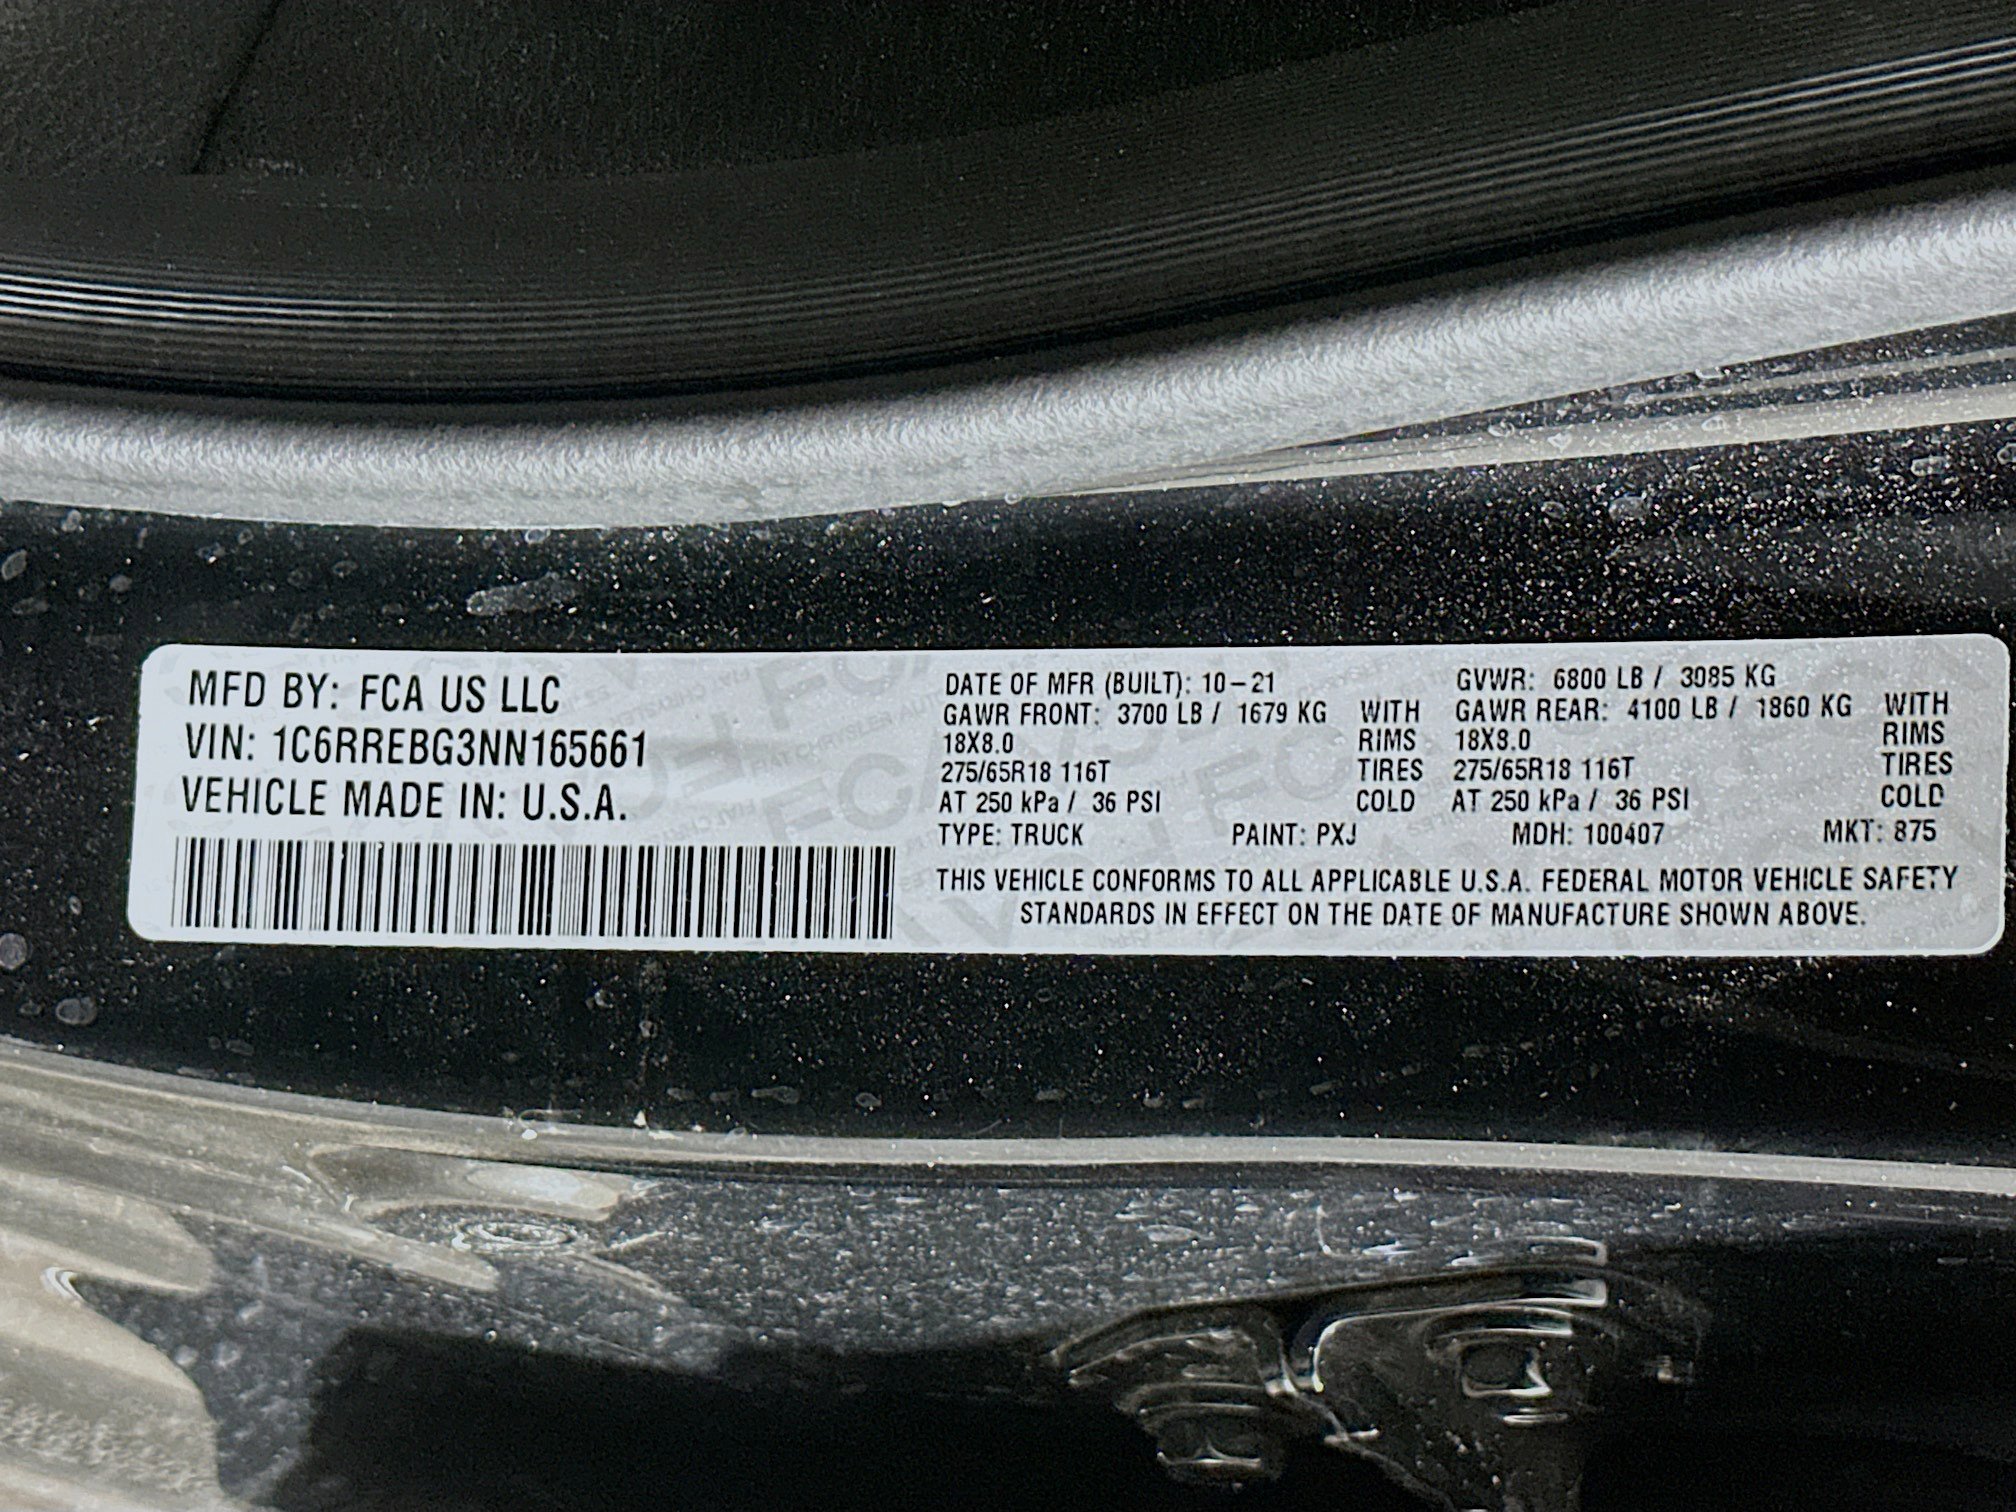 MFD BY: FCA US LLC
VIN: 1C6RREBG3NN165661
VEHICLE MADE IN: U.S.A.
DATE OF MFR (BUILT): 10-21 GVWR: 6800 LB / 3085 KG
GAWR FRONT: 3700 LB / 1679 KG WITH GAWR REAR: 4100 LB / 1860 KG WITH
18X8.0 RIMS 18X8.0 RIMS
275/65R18 116T TIRES 275/65R18 116T TIRES
AT 250 kPa / 36 PSI COLD AT 250 kPa / 36 PSI COLD
TYPE: TRUCK PAINT: PXJ MDH: 100407 MKT: 875
THIS VEHICLE CONFORMS TO ALL APPLICABLE U.S.A. FEDERAL MOTOR VEHICLE SAFETY
STANDARDS IN EFFECT ON THE DATE OF MANUFACTURE SHOWN ABOVE.